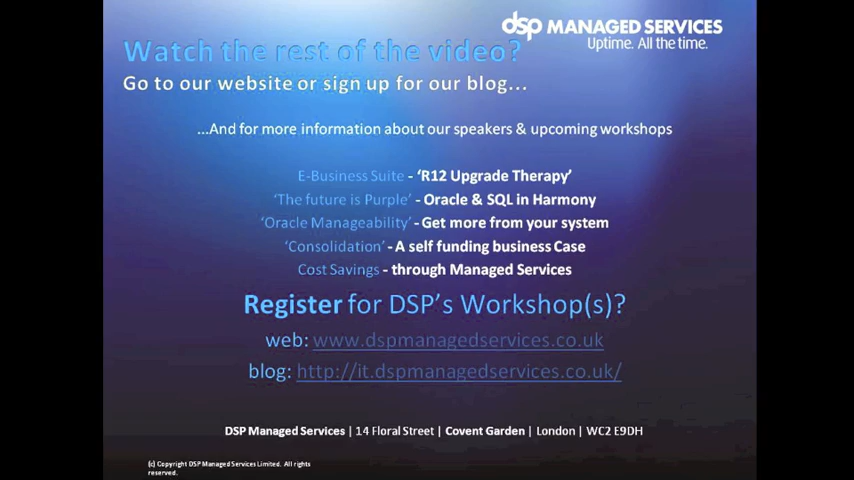 dsp MANAGED SERVICES
Uptime. All the time.
Watch the rest of the video?
Go to our website or sign up for our blog...
...And for more information about our speakers & upcoming workshops
E-Business Suite - ‘R12 Upgrade Therapy’
‘The future is Purple’ - Oracle & SQL in Harmony
‘Oracle Manageability’ - Get more from your system
‘Consolidation’ - A self funding business Case
Cost Savings - through Managed Services
Register for DSP’s Workshop(s)?
web: www.dspmanagedservices.co.uk
blog: http://it.dspmanagedservices.co.uk/
DSP Managed Services | 14 Floral Street | Covent Garden | London | WC2 E9DH
(c) Copyright DSP Managed Services Limited. All rights
reserved.